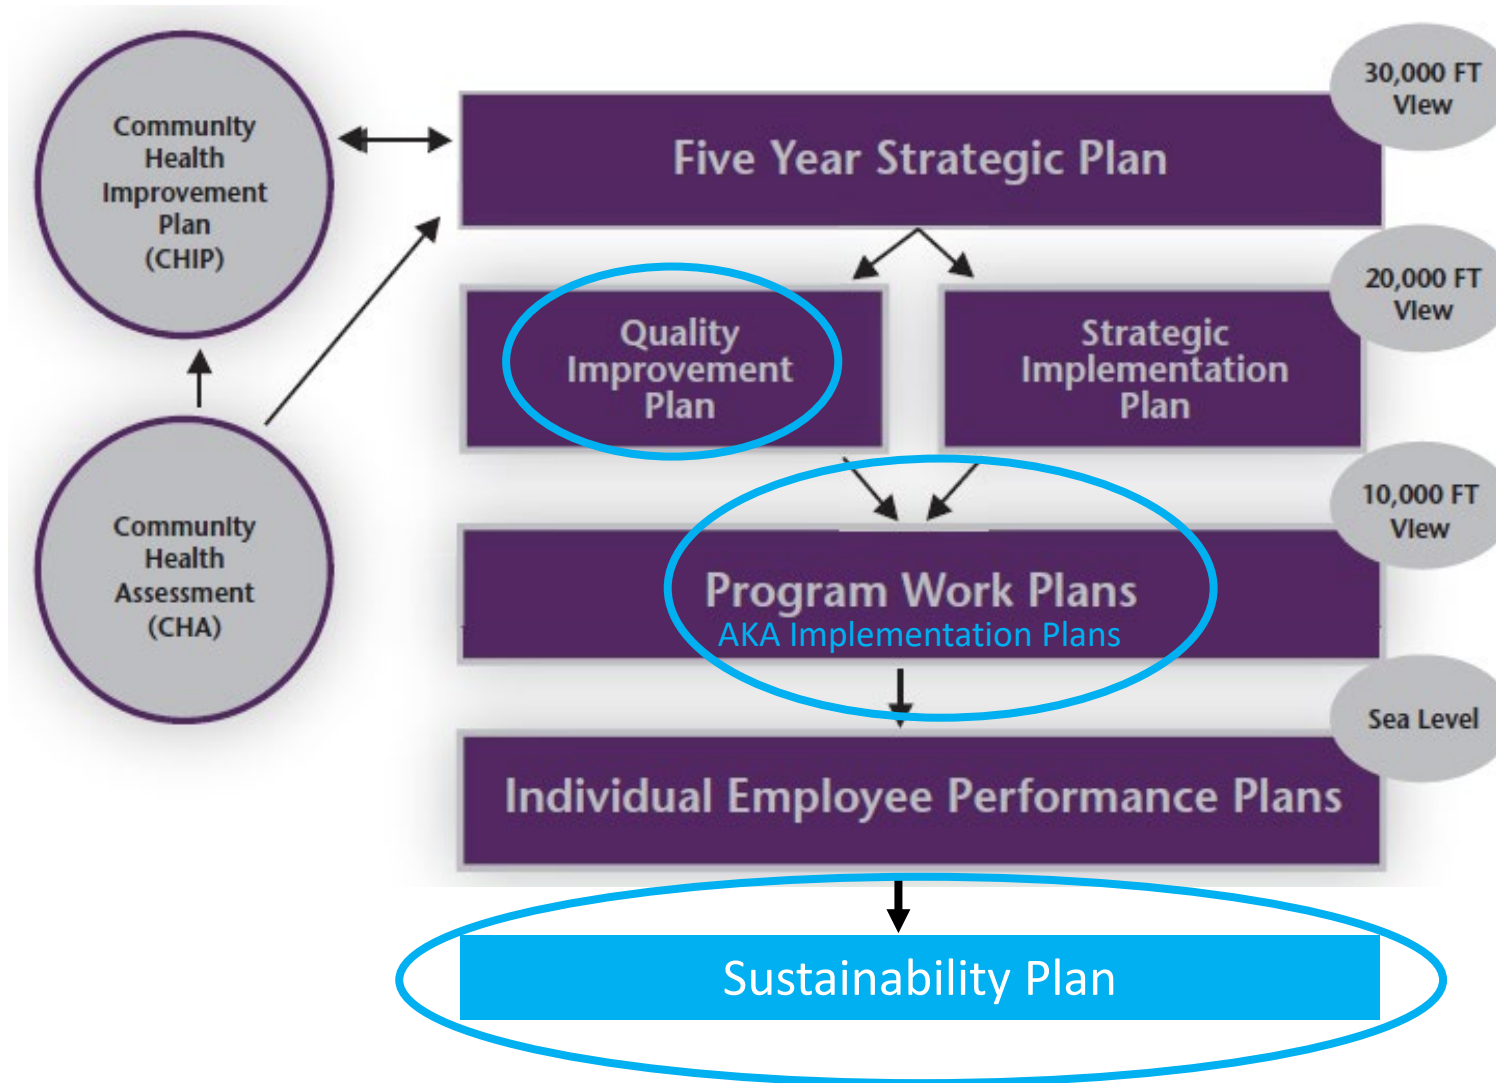 Community
Health
Improvement
Plan
(CHIP)
Community
Health
Assessment
(CHA)
30,000 FT
View
Five Year Strategic Plan
20,000 FT
View
Quality
Improvement
Plan
Strategic
Implementation
Plan
10,000 FT
View
Program Work Plans
AKA Implementation Plans
Sea Level
Individual Employee Performance Plans
Sustainability Plan